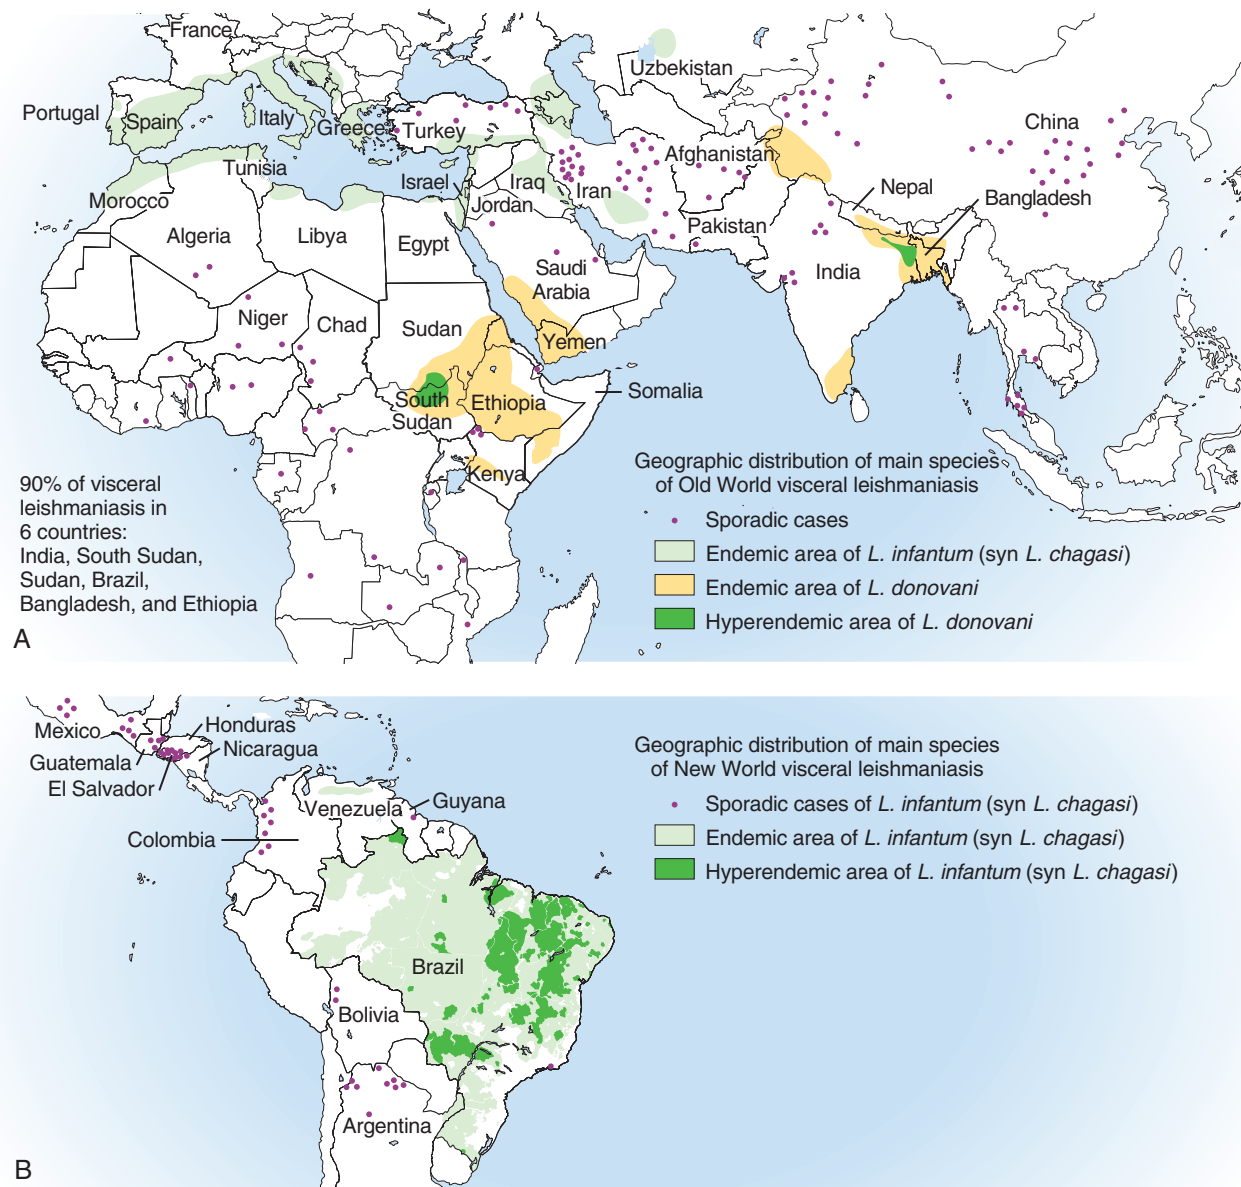 France
Uzbekistan
Portugal
Spain
Italy
Greece
Turkey
China
Tunisia
Afghanistan
Israel
Iraq
Iran
Nepal
Morocco
Jordan
Bangladesh
Pakistan
Algeria
Libya
Egypt
India
Saudi
Arabia
Niger
Chad
Sudan
Yemen
Somalia
South
Sudan
Ethiopia
Kenya
90% of visceral
leishmaniasis in
6 countries:
India, South Sudan,
Sudan, Brazil,
Bangladesh, and Ethiopia
Geographic distribution of main species
of Old World visceral leishmaniasis
Sporadic cases
Endemic area of L. infantum (syn L. chagasi)
Endemic area of L. donovani
Hyperendemic area of L. donovani
A
Mexico
Honduras
Nicaragua
Guatemala
El Salvador
Venezuela
Guyana
Colombia
Brazil
Bolivia
Argentina
Geographic distribution of main species
of New World visceral leishmaniasis
Sporadic cases of L. infantum (syn L. chagasi)
Endemic area of L. infantum (syn L. chagasi)
Hyperendemic area of L. infantum (syn L. chagasi)
B